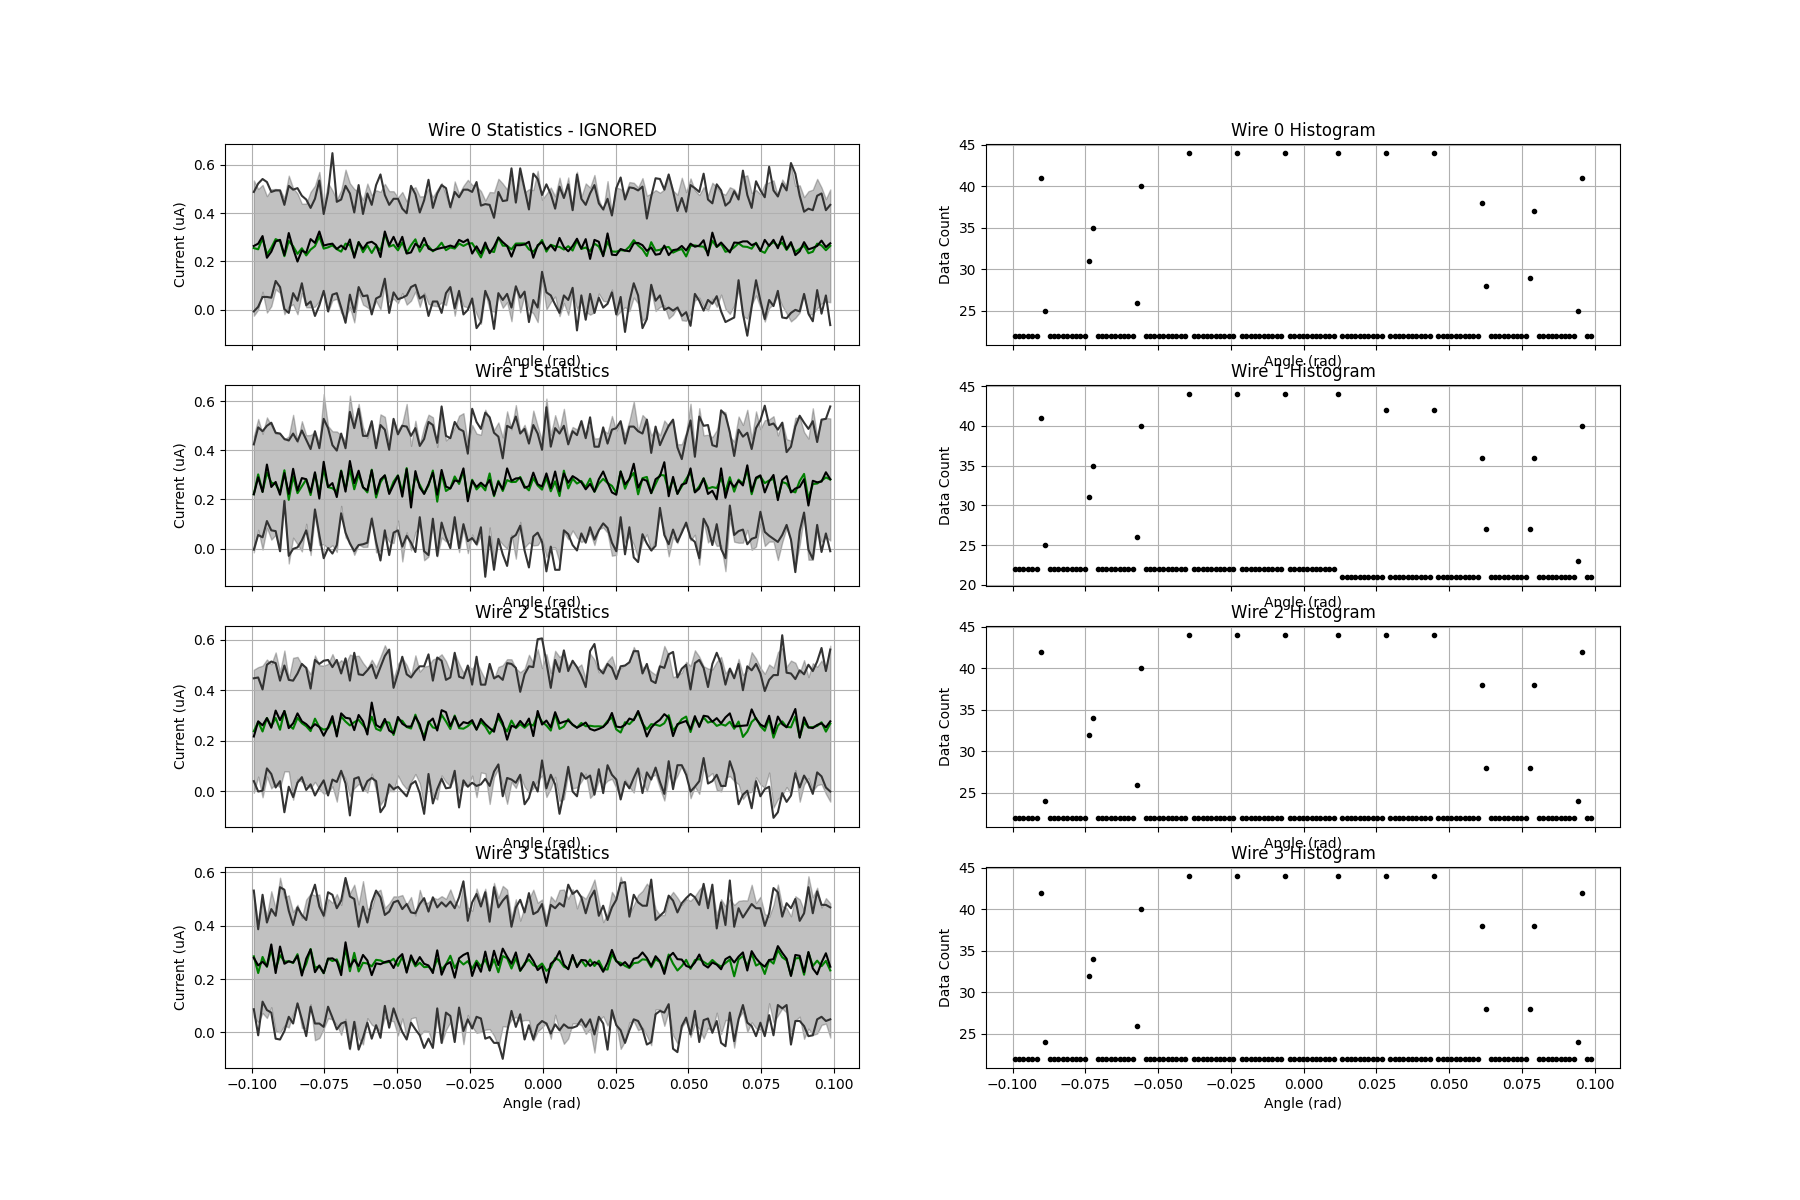 Wire 0 Statistics - IGNORED
Current (uA)
0.6
0.4
0.2
0.0
Angle (rad)
Wire 0 Histogram
Data Count
45
40
35
30
25
Angle (rad)
Wire 1 Statistics
Current (uA)
0.6
0.4
0.2
0.0
Angle (rad)
Wire 1 Histogram
Data Count
45
40
35
30
25
20
Angle (rad)
Wire 2 Statistics
Current (uA)
0.6
0.4
0.2
0.0
Angle (rad)
Wire 2 Histogram
Data Count
45
40
35
30
25
Angle (rad)
Wire 3 Statistics
Current (uA)
0.6
0.4
0.2
0.0
−0.100 −0.075 −0.050 −0.025 0.000 0.025 0.050 0.075 0.100
Angle (rad)
Wire 3 Histogram
Data Count
45
40
35
30
25
−0.100 −0.075 −0.050 −0.025 0.000 0.025 0.050 0.075 0.100
Angle (rad)